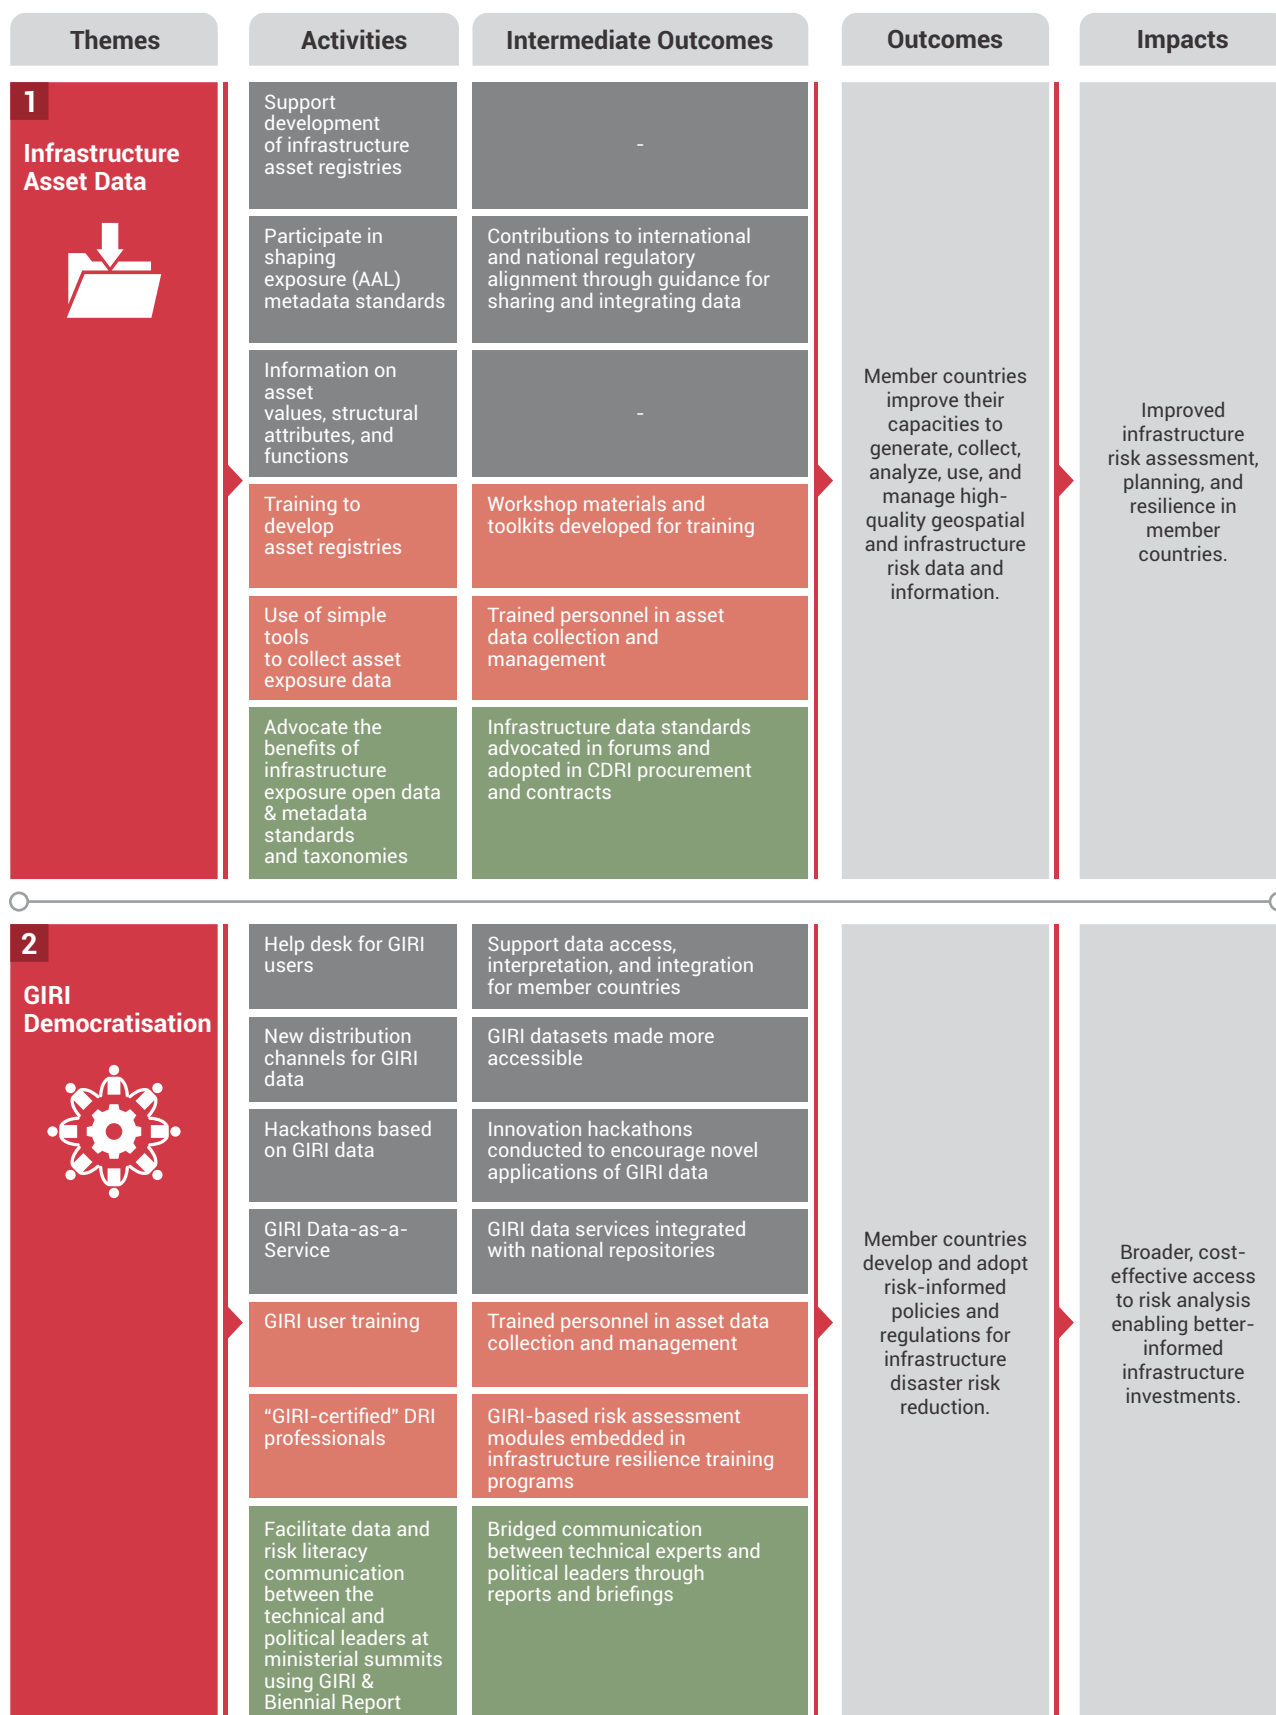 Themes
Activities
Intermediate Outcomes
Outcomes
Impacts
1
Infrastructure
Asset Data
Support
development
of infrastructure
asset registries
-
Participate in
shaping
exposure (AAL)
metadata standards
Contributions to international
and national regulatory
alignment through guidance for
sharing and integrating data
Information on
asset
values, structural
attributes, and
functions
-
Training to
develop
asset registries
Workshop materials and
toolkits developed for training
Use of simple
tools
to collect asset
exposure data
Trained personnel in asset
data collection and
management
Advocate the
benefits of
infrastructure
exposure open data
& metadata
standards
and taxonomies
Infrastructure data standards
advocated in forums and
adopted in CDRI procurement
and contracts
Member countries
improve their
capacities to
generate, collect,
analyze, use, and
manage high-
quality geospatial
and infrastructure
risk data and
information.
Improved
infrastructure
risk assessment,
planning, and
resilience in
member
countries.
2
GIRI
Democratisation
Help desk for GIRI
users
Support data access,
interpretation, and integration
for member countries
New distribution
channels for GIRI
data
GIRI datasets made more
accessible
Hackathons based
on GIRI data
Innovation hackathons
conducted to encourage novel
applications of GIRI data
GIRI Data-as-a-
Service
GIRI data services integrated
with national repositories
GIRI user training
Trained personnel in asset data
collection and management
“GIRI-certified” DRI
professionals
GIRI-based risk assessment
modules embedded in
infrastructure resilience training
programs
Facilitate data and
risk literacy
communication
between the
technical and
political leaders at
ministerial summits
using GIRI &
Biennial Report
Bridged communication
between technical experts and
political leaders through
reports and briefings
Member countries
develop and adopt
risk-informed
policies and
regulations for
infrastructure
disaster risk
reduction.
Broader, cost-
effective access
to risk analysis
enabling better-
informed
infrastructure
investments.